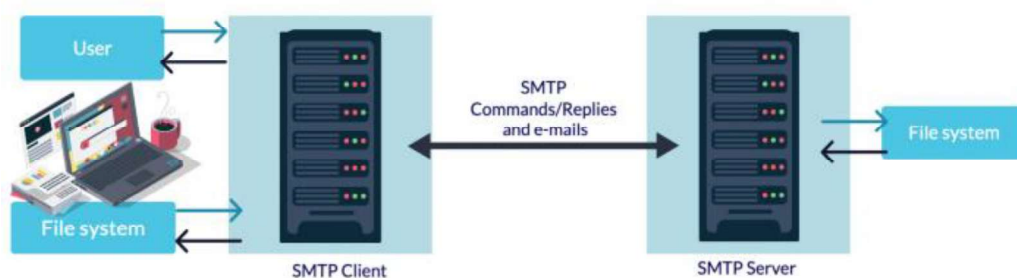 User
SMTP
Commands/Replies
and e-mails
File system
File system
SMTP Client
SMTP Server